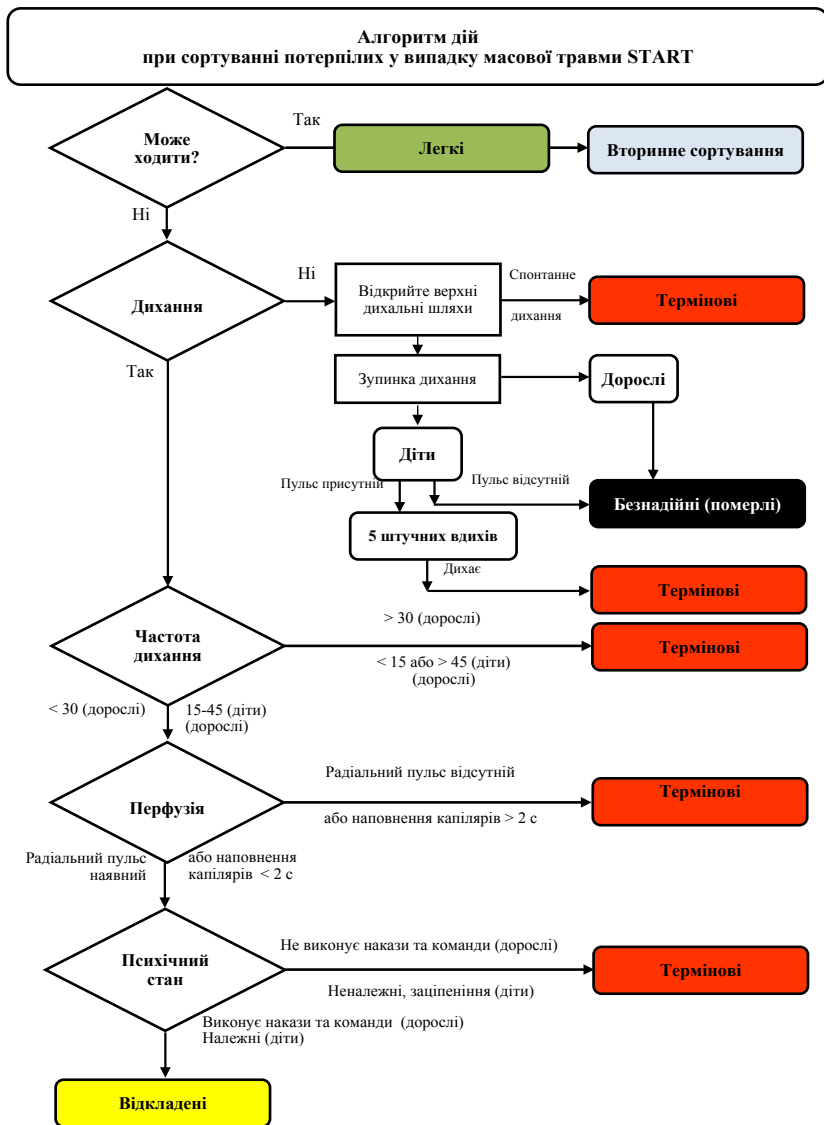 Алгоритм дій
при сортуванні потерпілих у випадку масової травми START
Може
ходити?
Так
Легкі
Вторинне сортування
Ні
Дихання
Ні
Відкрийте верхні
дихальні шляхи
Спонтанне
дихання
Термінові
Так
Зупинка дихання
Дорослі
Діти
Пульс присутній
Пульс відсутній
Безнадійні (померлі)
5 штучних вдихів
Дихає
Термінові
Частота
дихання
> 30 (дорослі)
< 15 або > 45 (діти)
(дорослі)
Термінові
< 30 (дорослі)
15-45 (діти)
(дорослі)
Перфузія
Радіальний пульс відсутній
або наповнення капілярів > 2 с
Термінові
Радіальний пульс
наявний
або наповнення
капілярів < 2 с
Психічний
стан
Не виконує накази та команди (дорослі)
Неналежні, заціпеніння (діти)
Термінові
Виконує накази та команди (дорослі)
Належні (діти)
Відкладені